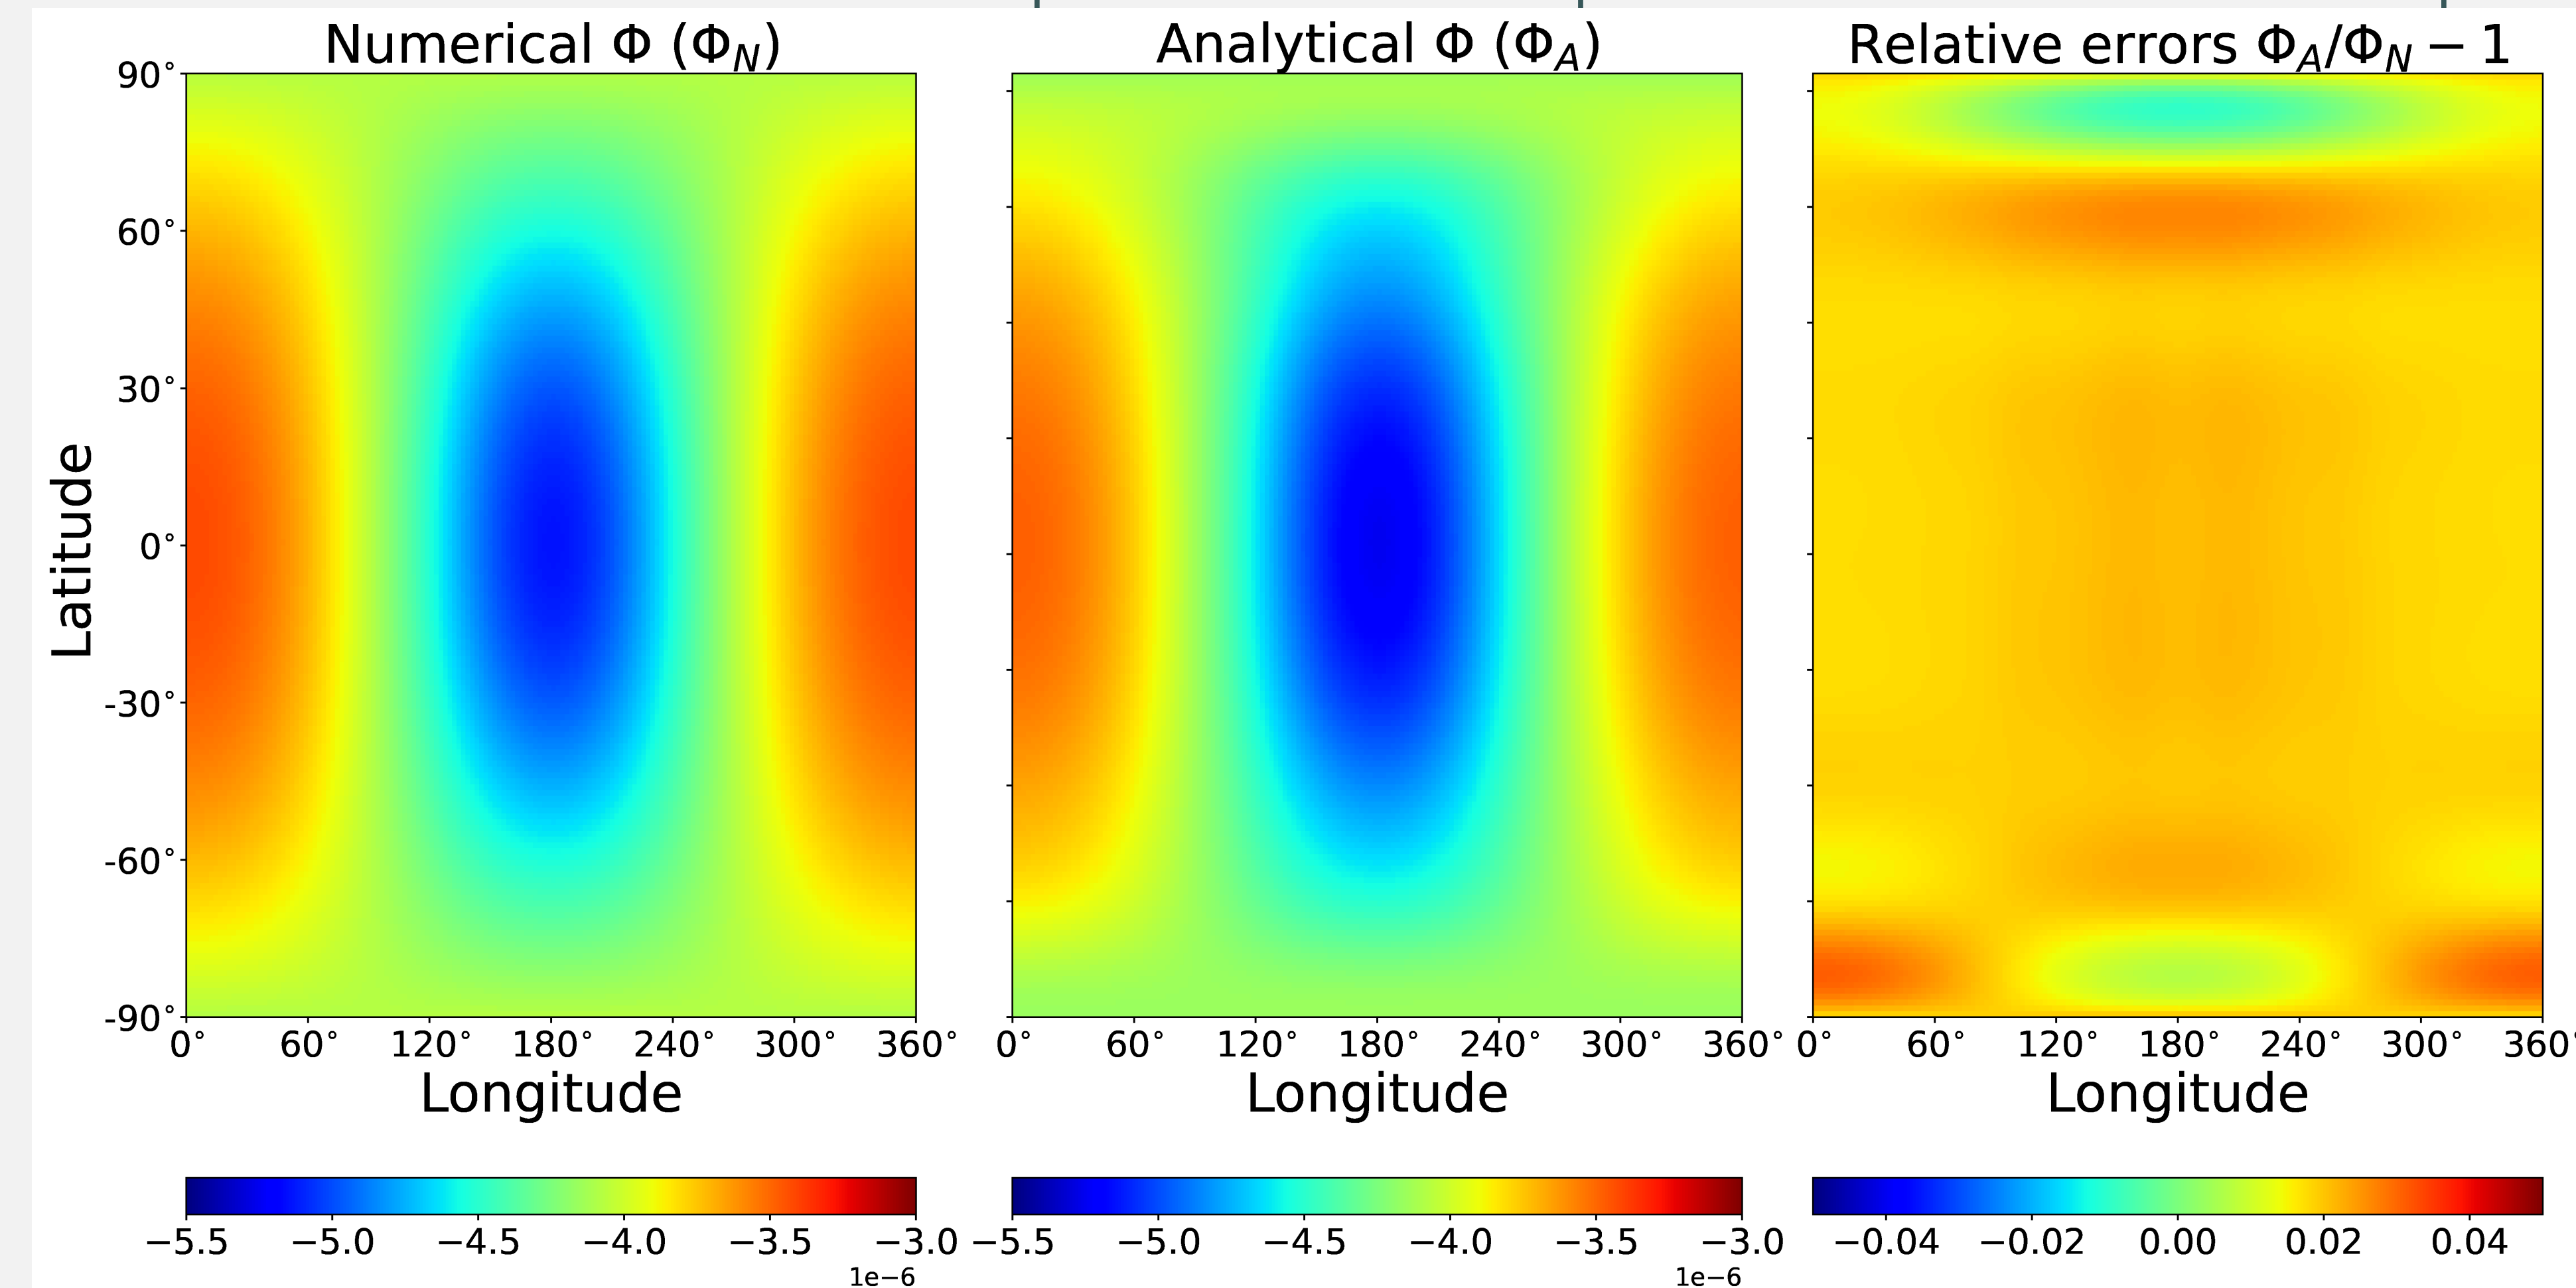 Numerical Φ (Φ_N)
Analytical Φ (Φ_A)
Relative errors Φ_A/Φ_N − 1
Latitude
90°
60°
30°
0°
-30°
-60°
-90°
0° 60° 120° 180° 240° 300° 360°
0° 60° 120° 180° 240° 300° 360°
0° 60° 120° 180° 240° 300° 360°
Longitude
Longitude
Longitude
−5.5 −5.0 −4.5 −4.0 −3.5 −3.0
1e−6
−5.5 −5.0 −4.5 −4.0 −3.5 −3.0
1e−6
−0.04 −0.02 0.00 0.02 0.04